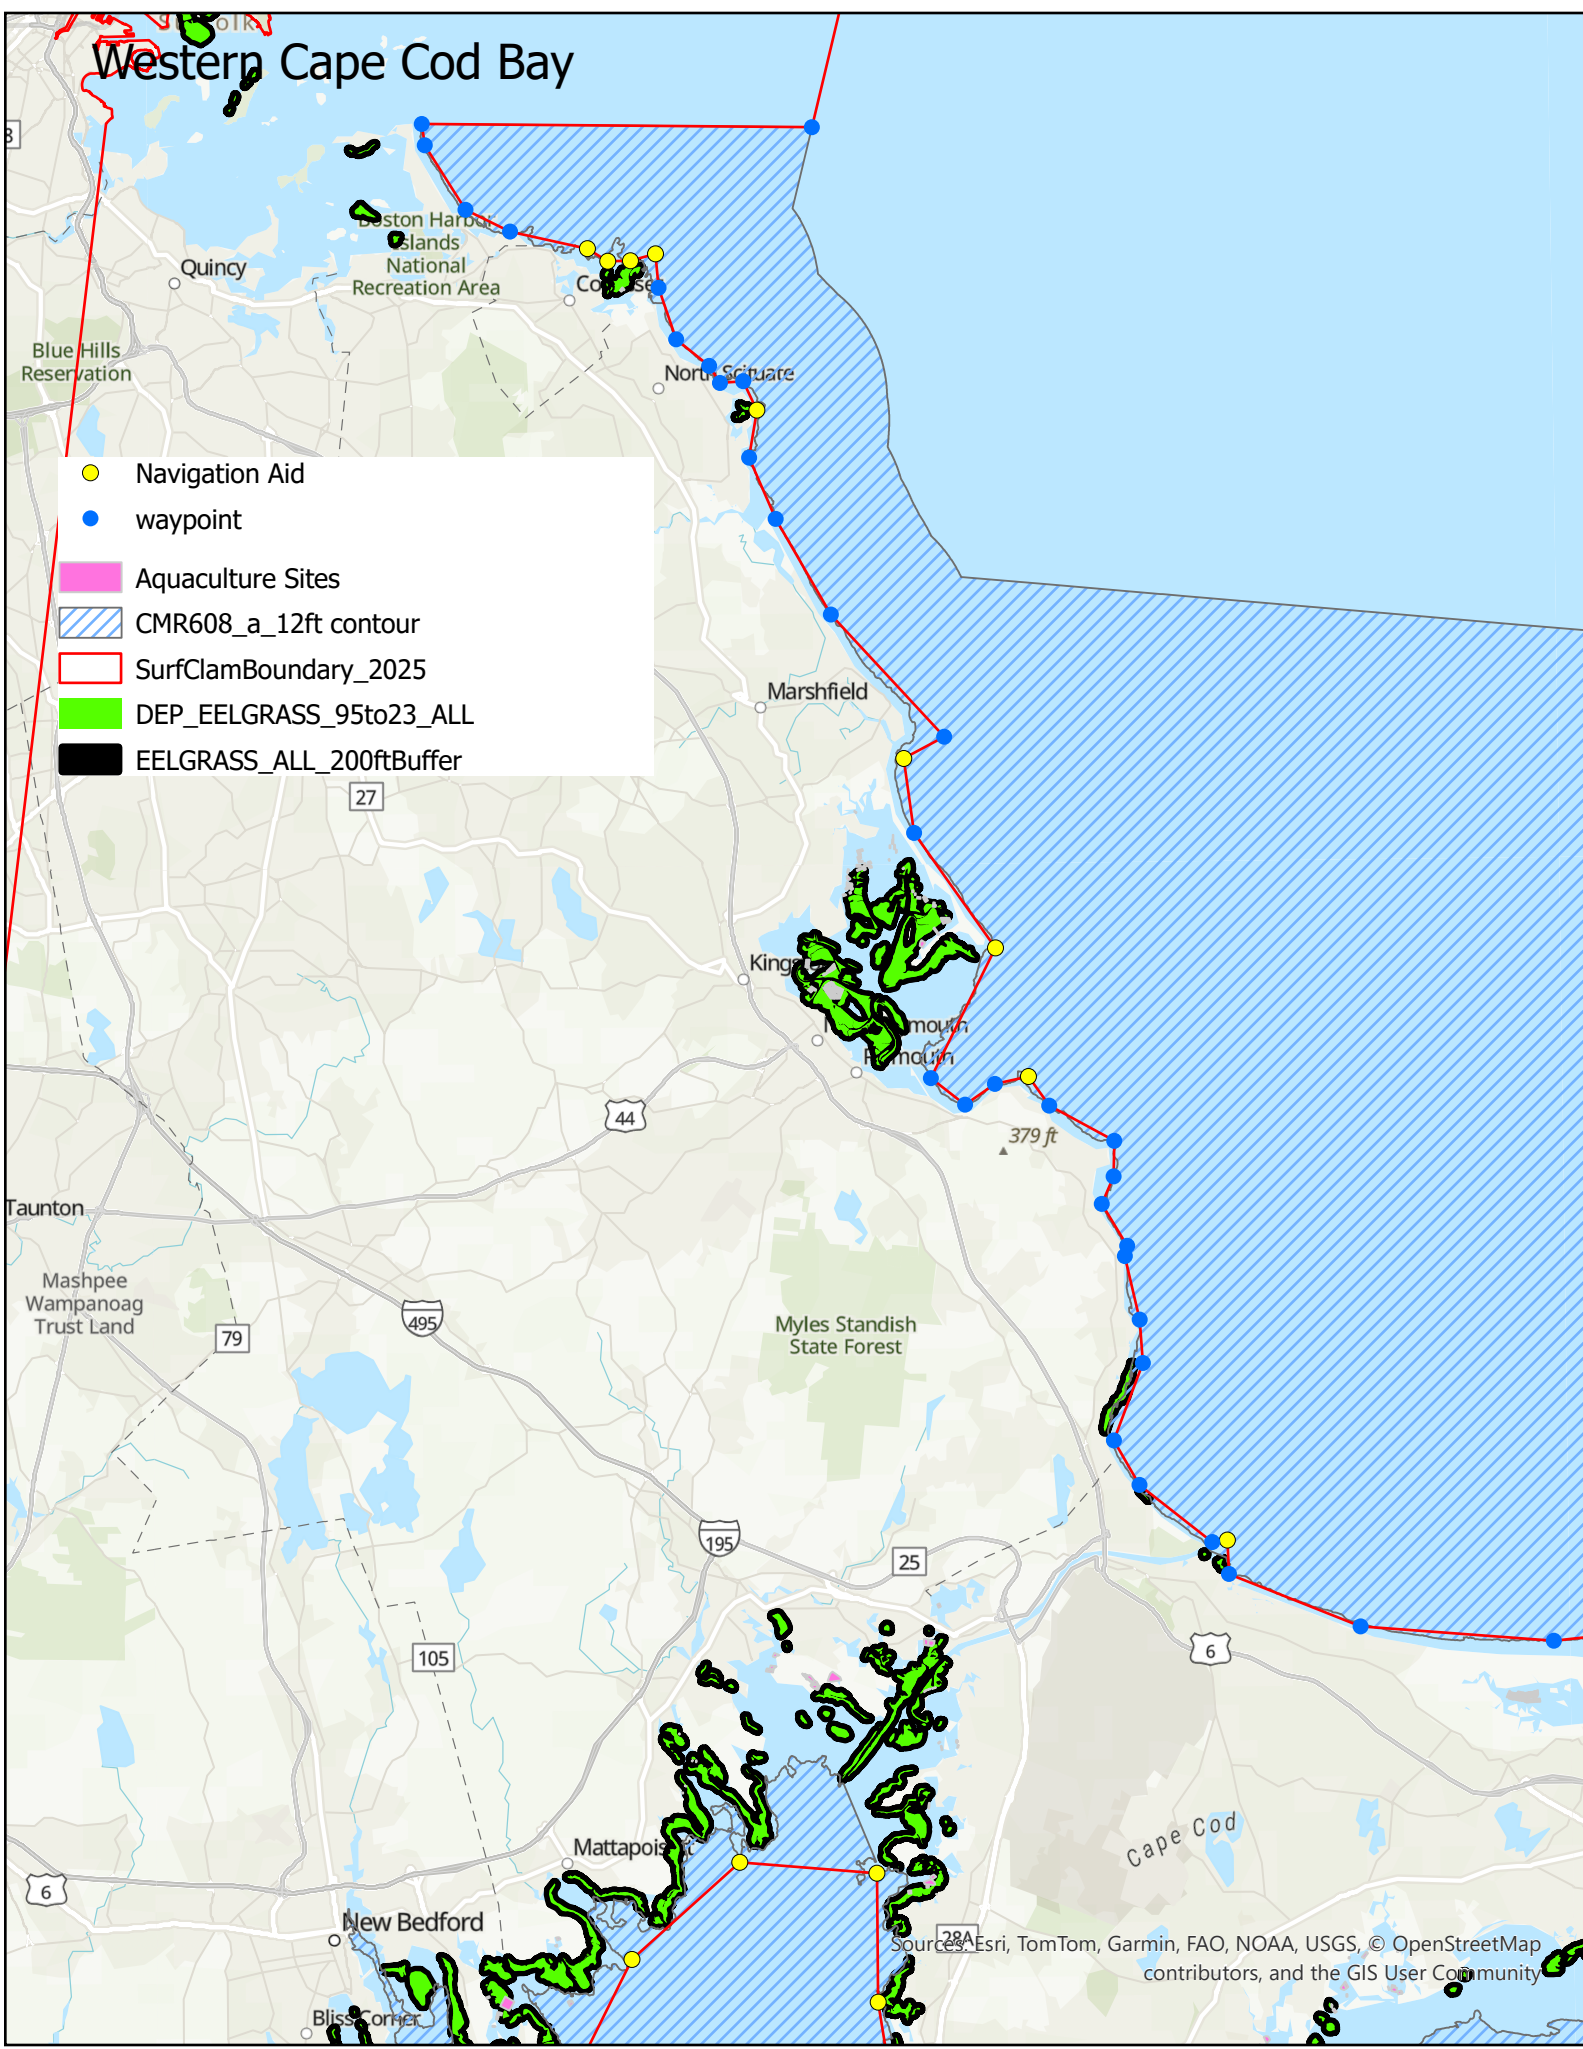 Western Cape Cod Bay
3
Quincy
Boston Harbor
Islands
National
Recreation Area
Blue Hills
Reservation
North Scituate
Navigation Aid
waypoint
Aquaculture Sites
CMR608_a_12ft contour
SurfClamBoundary_2025
DEP_EELGRASS_95to23_ALL
EELGRASS_ALL_200ftBuffer
Marshfield
27
44
379 ft
Taunton
Mashpee
Wampanoag
Trust Land
79
495
Myles Standish
State Forest
195
25
105
6
Cape Cod
6
New Bedford
28A
Bliss Corner
Sources: Esri, TomTom, Garmin, FAO, NOAA, USGS, © OpenStreetMap
contributors, and the GIS User Community